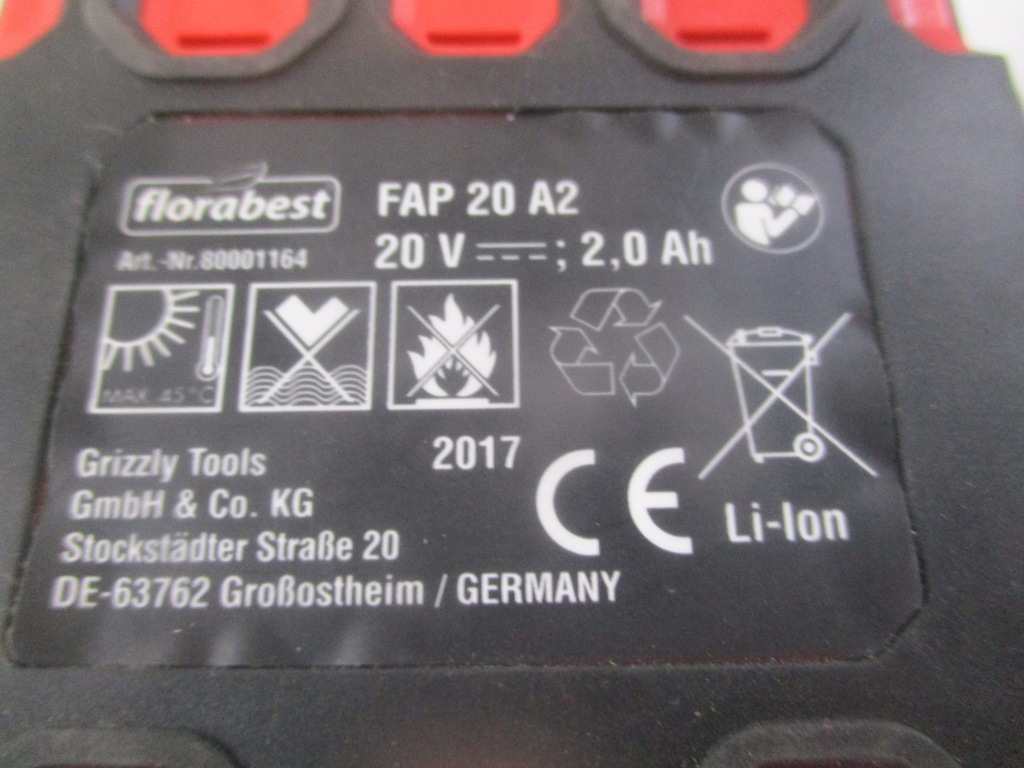 florabest
FAP 20 A2
Art.-Nr.80001164
20 V ⎓; 2,0 Ah
MAX 45°C
2017
Grizzly Tools
GmbH & Co. KG
Stockstädter Straße 20
DE-63762 Großostheim / GERMANY
CE
Li-Ion